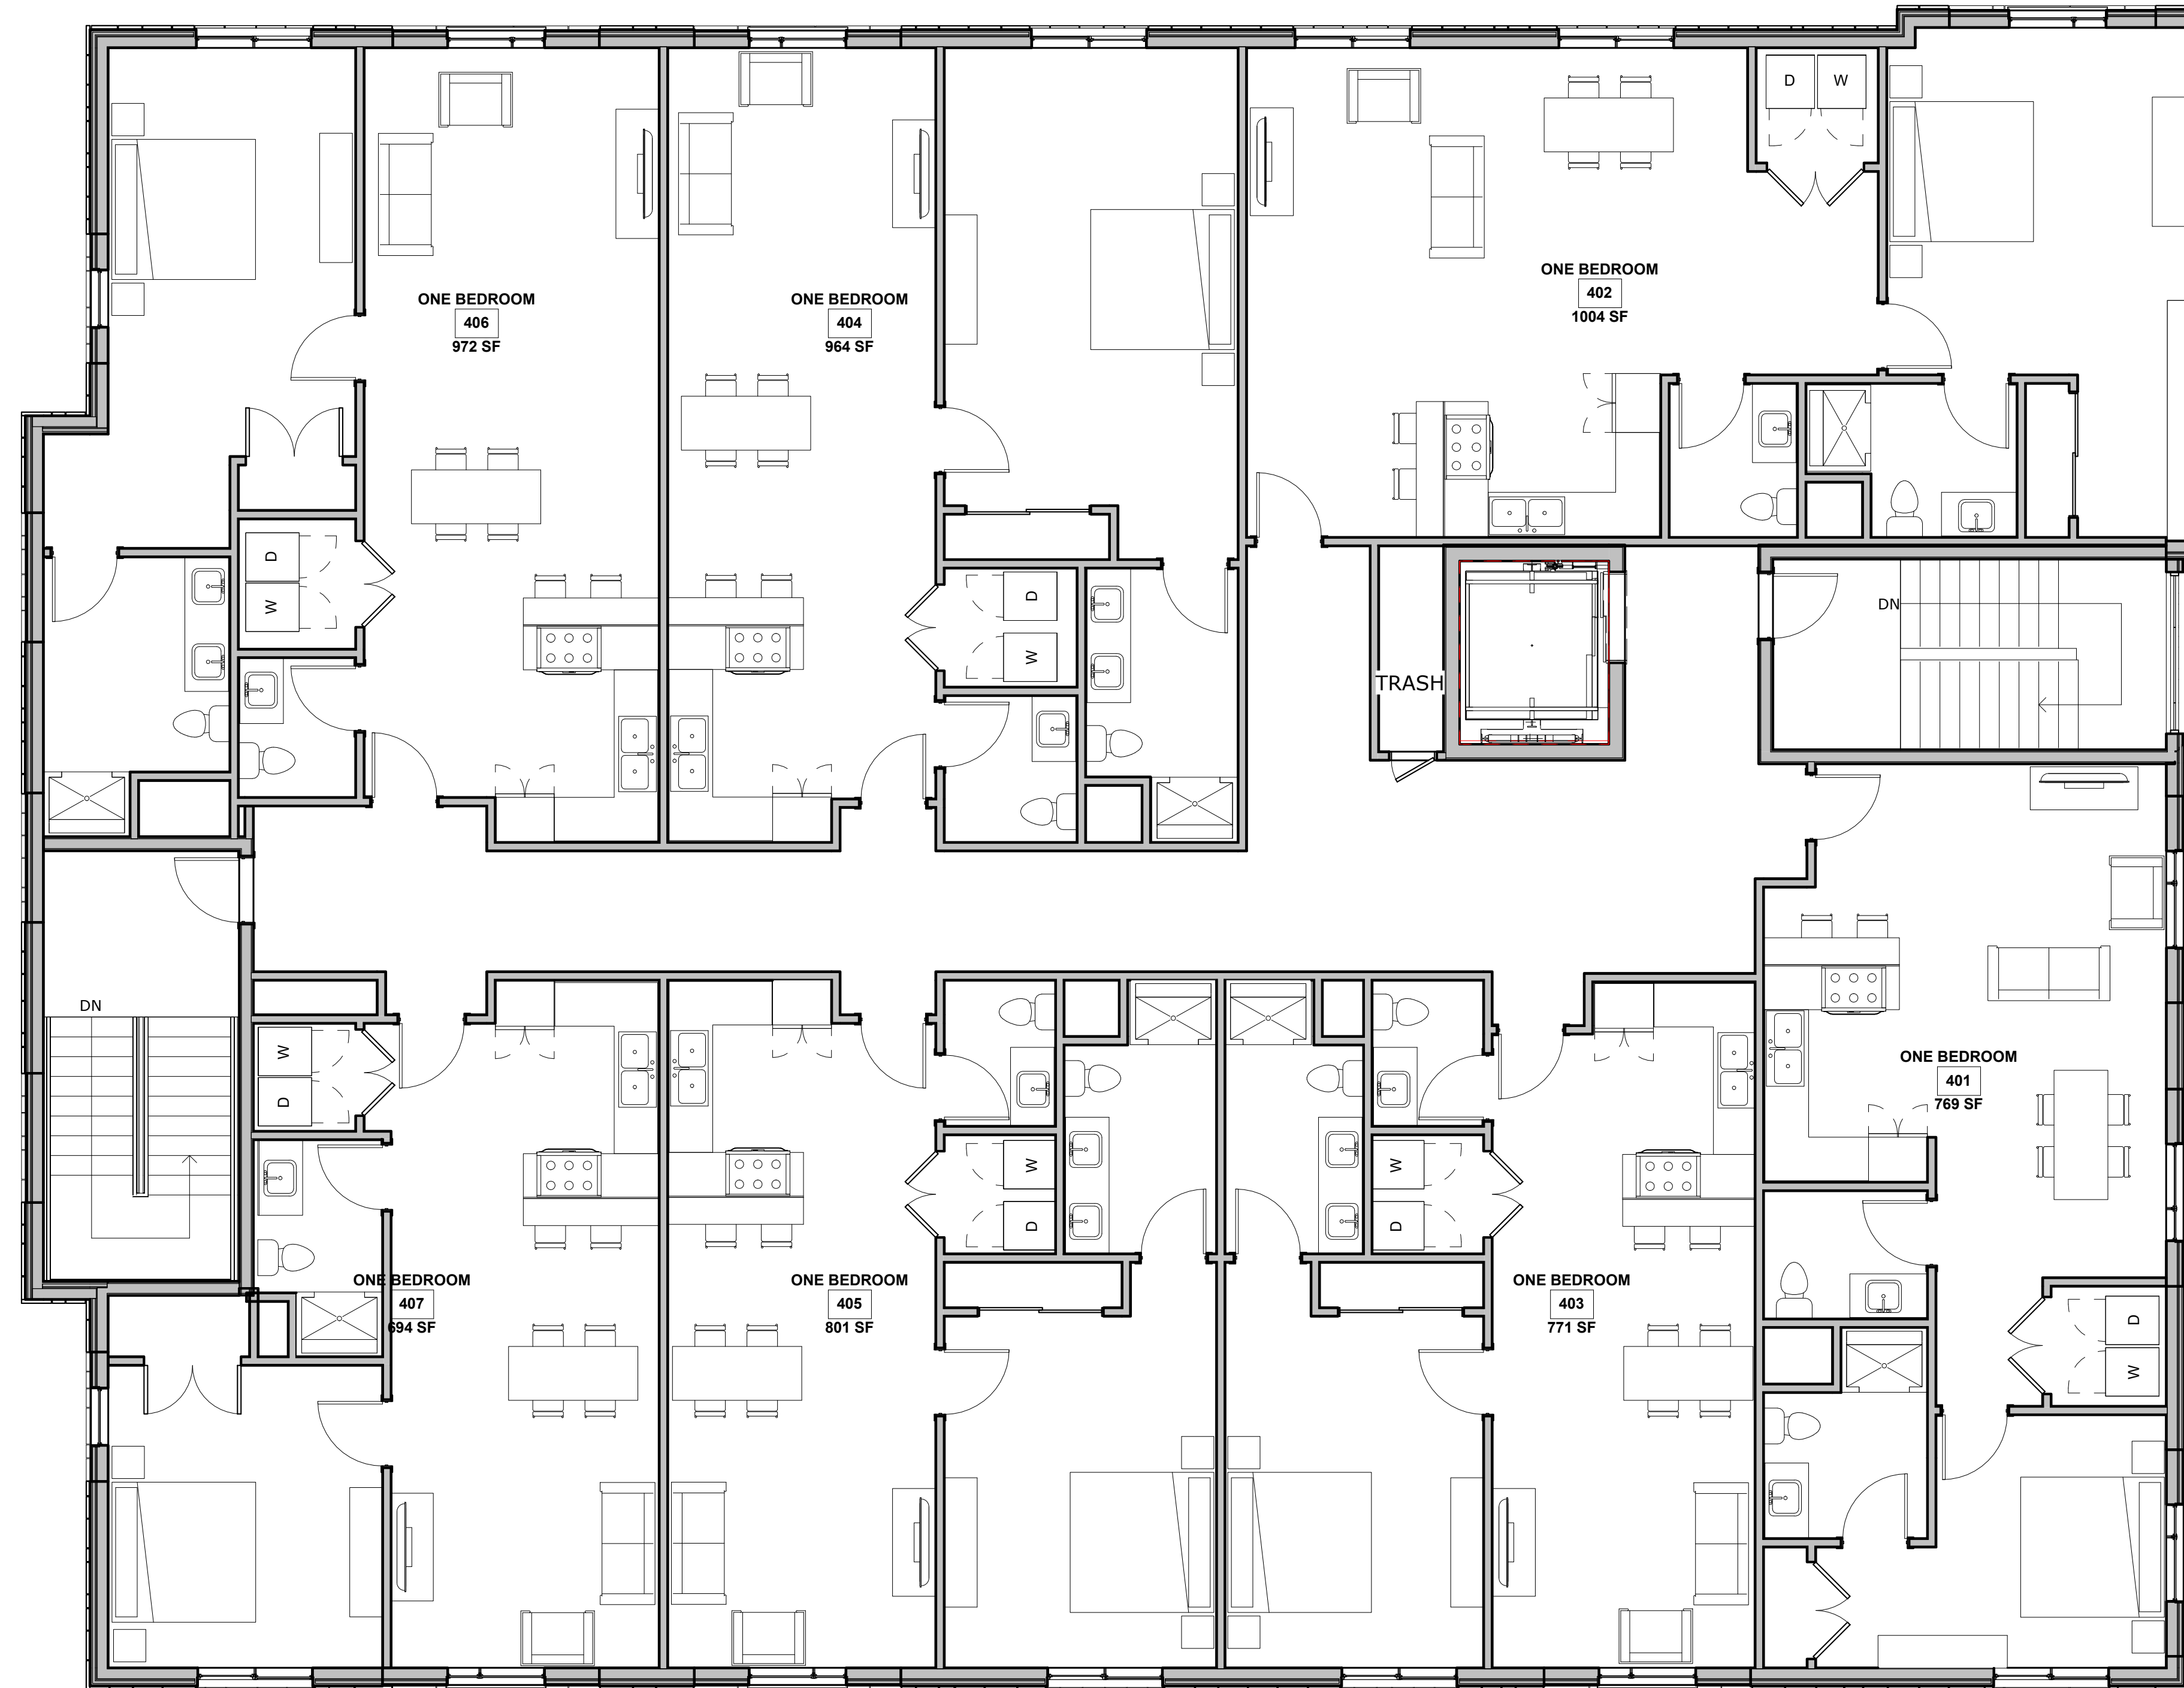 D W
ONE BEDROOM
402
1004 SF
ONE BEDROOM
406
972 SF
ONE BEDROOM
404
964 SF
D
W
D
W
DN
TRASH
DN
W
D
W
D
W
D
ONE BEDROOM
401
769 SF
ONE BEDROOM
407
694 SF
ONE BEDROOM
405
801 SF
ONE BEDROOM
403
771 SF
D
W